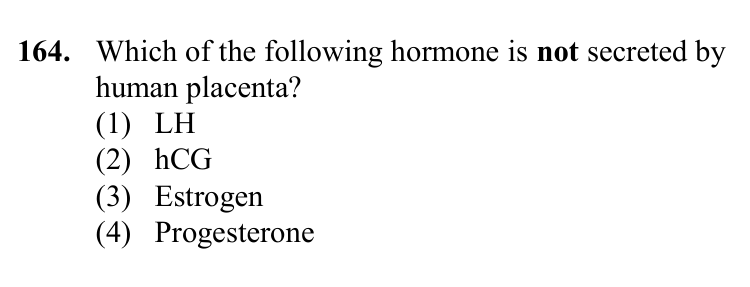 164. Which of the following hormone is not secreted by
human placenta?
(1) LH
(2) hCG
(3) Estrogen
(4) Progesterone